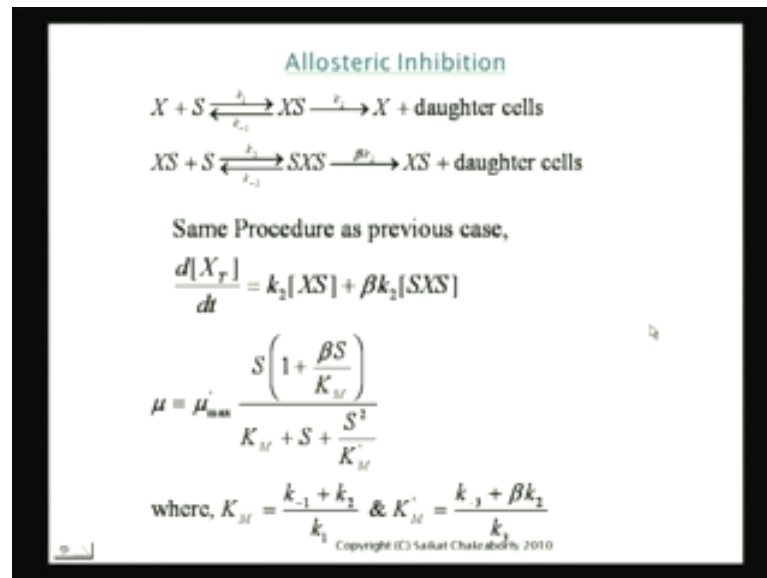 Allosteric Inhibition
X + S ⇌ XS → X + daughter cells
XS + S ⇌ SXS → XS + daughter cells
Same Procedure as previous case,
d[X_T]/dt = k_2[XS] + βk_2[SXS]
μ = μ'_max S(1 + βS/K_M) / (K_M + S + S²/K'_M)
where, K_M = (k_-1 + k_2)/k_1 & K'_M = (k_-3 + βk_2)/k_3
Copyright (C) Saikat Chakraborty 2010